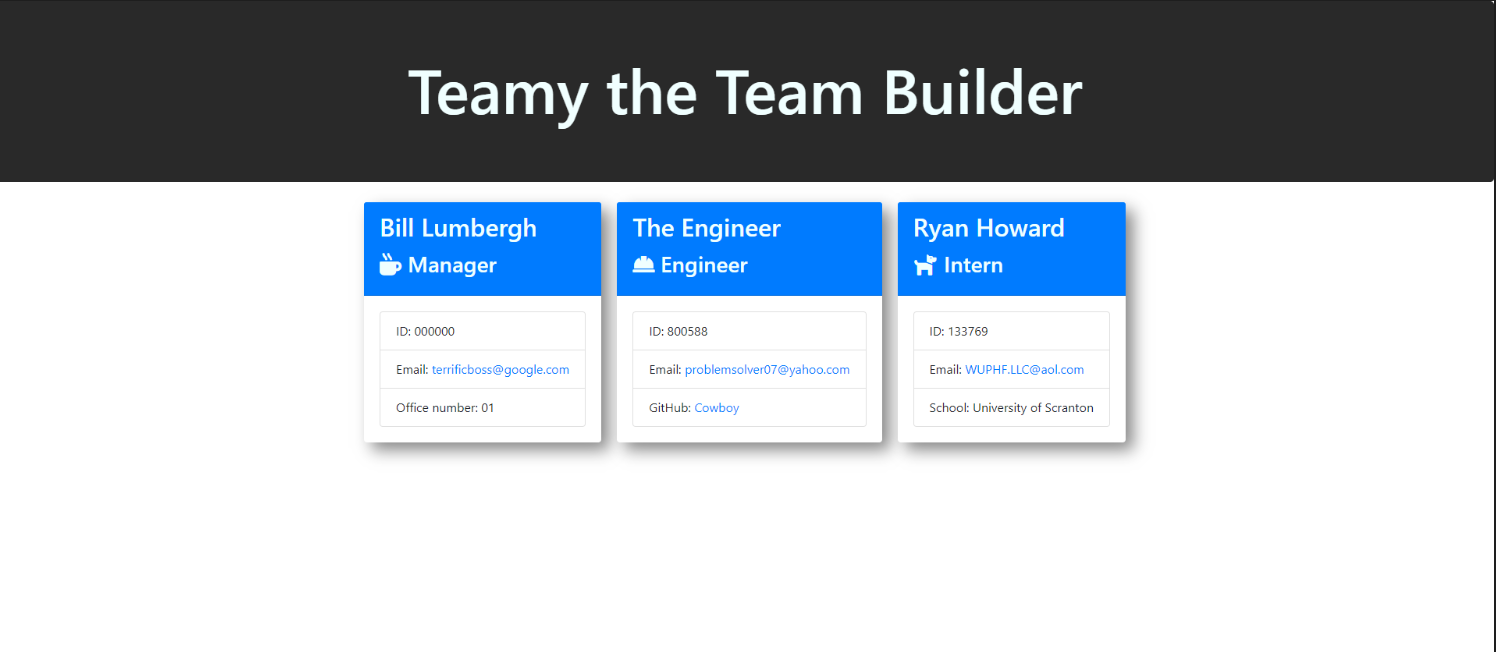 Teamy the Team Builder
Bill Lumbergh
Manager
ID: 000000
Email: terrificboss@google.com
Office number: 01
The Engineer
Engineer
ID: 800588
Email: problemsolver07@yahoo.com
GitHub: Cowboy
Ryan Howard
Intern
ID: 133769
Email: WUPHF.LLC@aol.com
School: University of Scranton